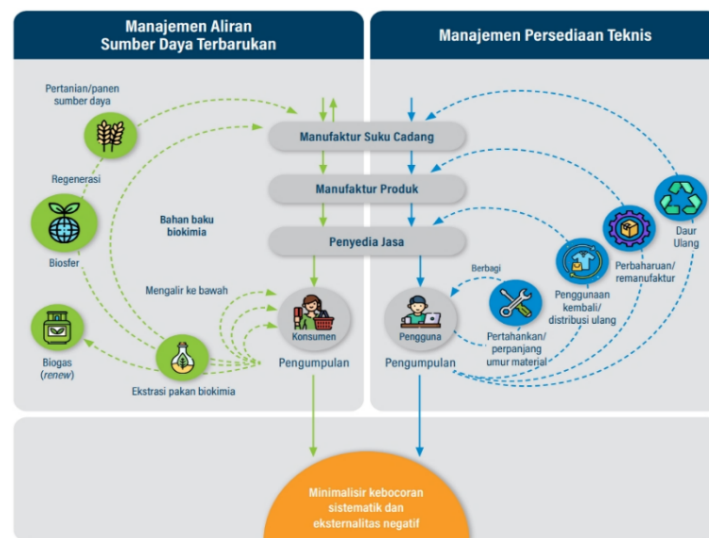 Manajemen Aliran
Sumber Daya Terbarukan
Manajemen Persediaan Teknis
Pertanian/panen
sumber daya
Regenerasi
Biosfer
Biogas
(renew)
Bahan baku
biokimia
Mengalir ke bawah
Ekstrasi pakan biokimia
Manufaktur Suku Cadang
Manufaktur Produk
Penyedia Jasa
Konsumen
Pengumpulan
Pengguna
Pengumpulan
Berbagi
Pertahankan/
perpanjang
umur material
Penggunaan
kembali/
distribusi ulang
Perbaharuan/
remanufaktur
Daur
Ulang
Minimalisir kebocoran
sistematik dan
eksternalitas negatif